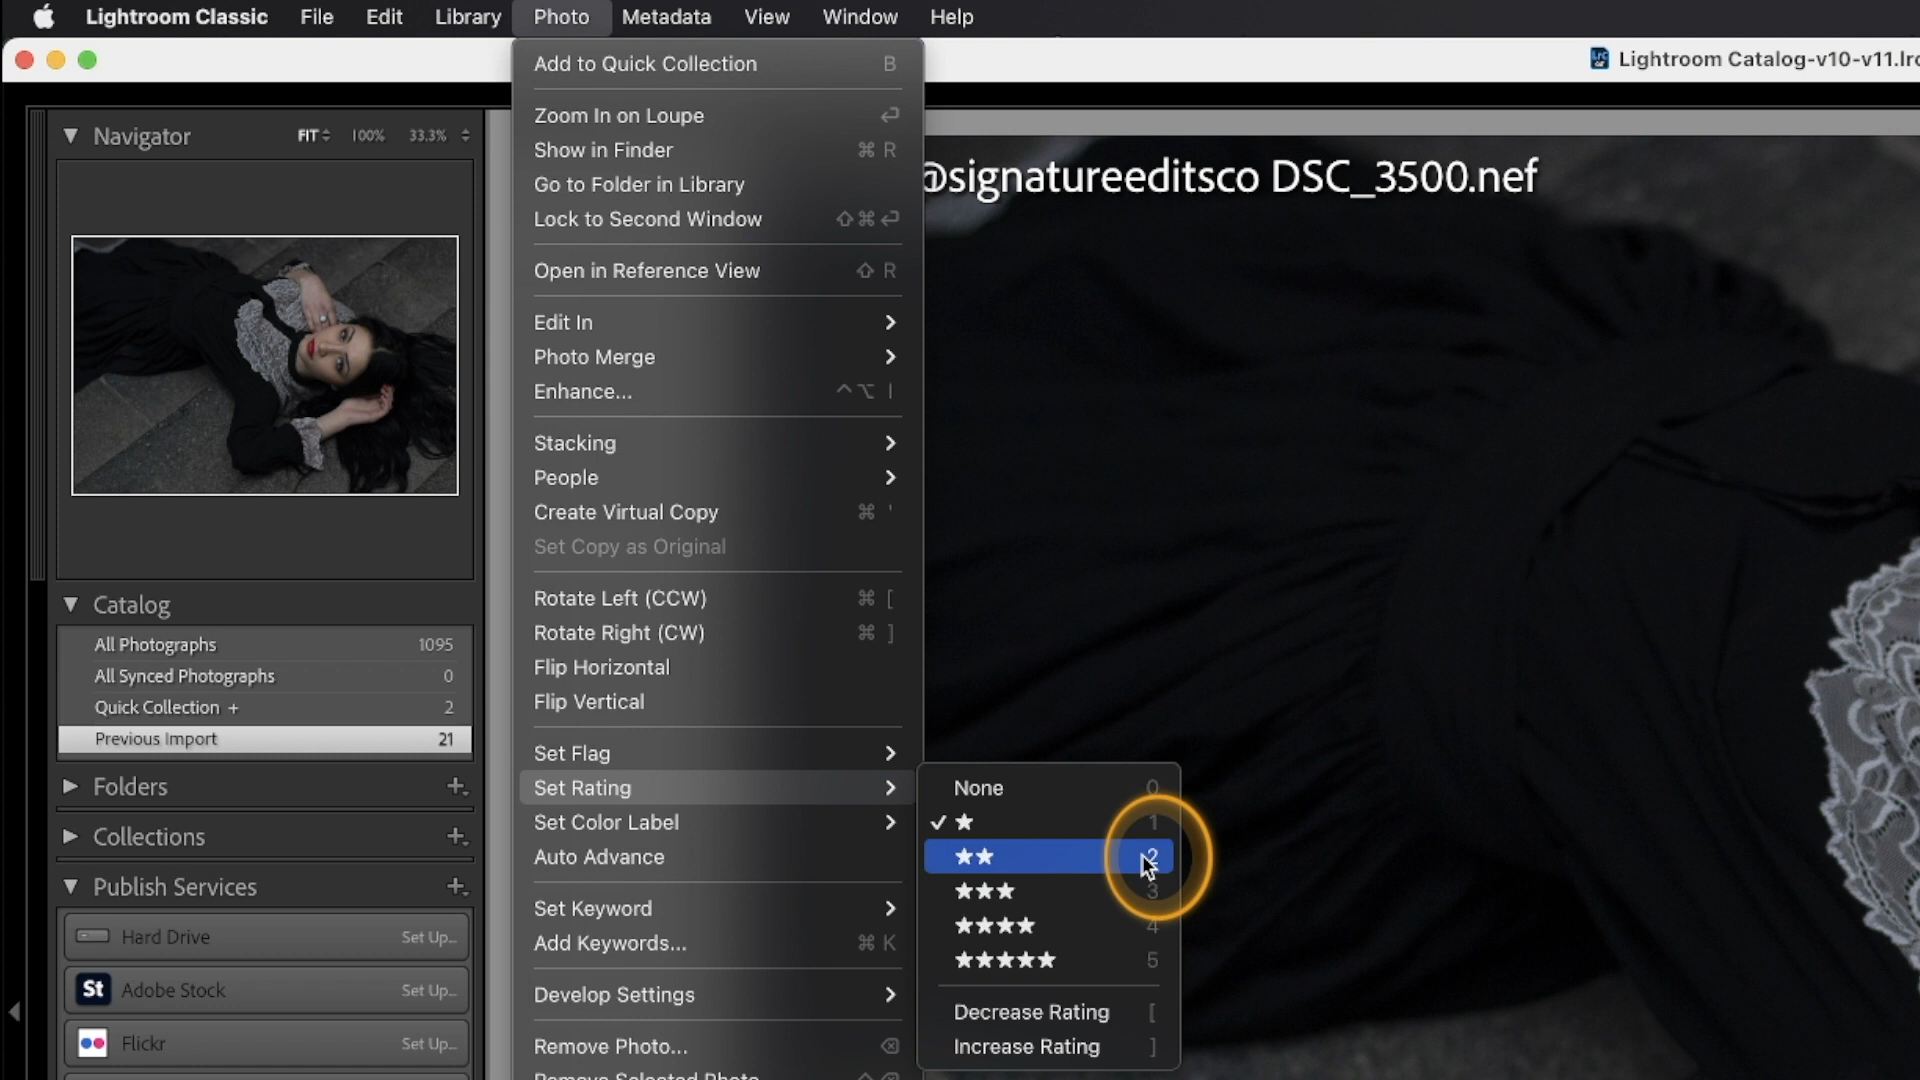 Lightroom Classic File Edit Library Photo Metadata View Window Help
Lightroom Catalog-v10-v11.lrc
Navigator FIT 100% 33.3%
@signatureeditsco DSC_3500.nef
Add to Quick Collection B
Zoom In on Loupe ⏎
Show in Finder ⌘ R
Go to Folder in Library
Lock to Second Window ⇧⌘⏎
Open in Reference View ⇧ R
Edit In
Photo Merge
Enhance... ^⌥ I
Stacking
People
Create Virtual Copy ⌘ '
Set Copy as Original
Rotate Left (CCW) ⌘ [
Rotate Right (CW) ⌘ ]
Flip Horizontal
Flip Vertical
Set Flag
Set Rating
Set Color Label
Auto Advance
Set Keyword
Add Keywords... ⌘ K
Develop Settings
Remove Photo...
Remove Selected Photo
None 0
✓ ★ 1
★★ 2
★★★ 3
★★★★ 4
★★★★★ 5
Decrease Rating [
Increase Rating ]
Catalog
All Photographs 1095
All Synced Photographs 0
Quick Collection + 2
Previous Import 21
Folders
Collections
Publish Services
Hard Drive Set Up...
St Adobe Stock Set Up...
Flickr Set Up...